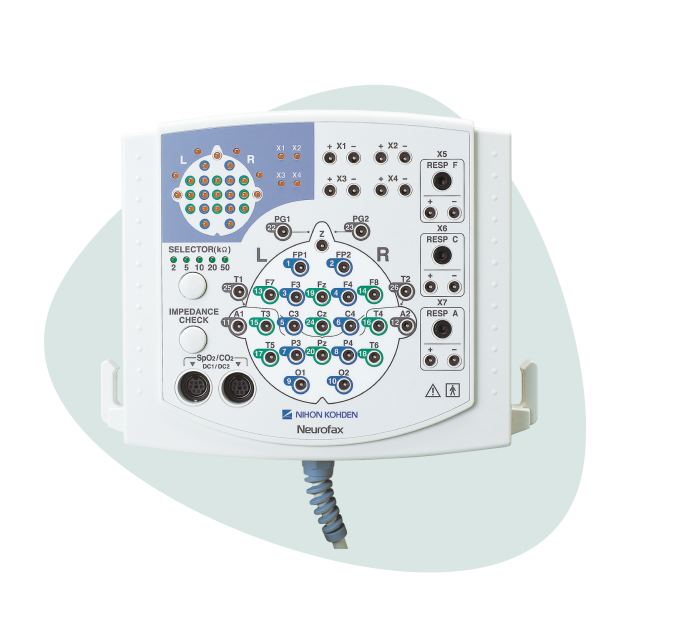 X1 X2
L R
X3 X4
+ X1 − + X2 −
+ X3 − + X4 −
X5
RESP F
+ −
X6
RESP C
+ −
X7
RESP A
+ −
SELECTOR(kΩ)
2 5 10 20 50
IMPEDANCE
CHECK
SpO2/CO2
DC1/DC2
PG1 PG2
22 23
Z
L R
FP1 FP2
1 2
T1 F7 F3 Fz F4 F8 T2
25 13 3 19 4 14 26
A1 T3 C3 Cz C4 T4 A2
11 15 5 24 6 16 12
T5 P3 Pz P4 T6
17 7 20 8 18
O1 O2
9 10
NIHON KOHDEN
Neurofax